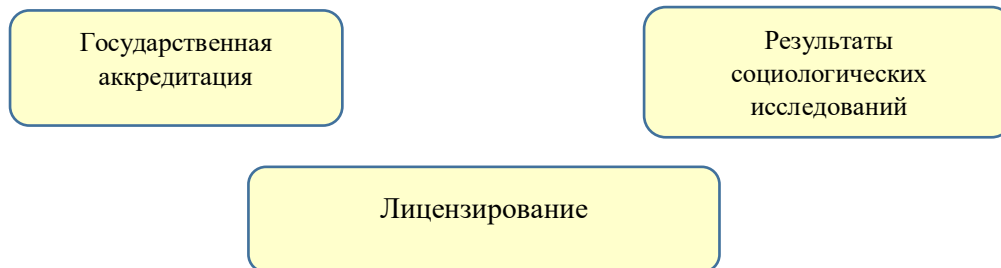 Государственная
аккредитация
Результаты
социологических
исследований
Лицензирование